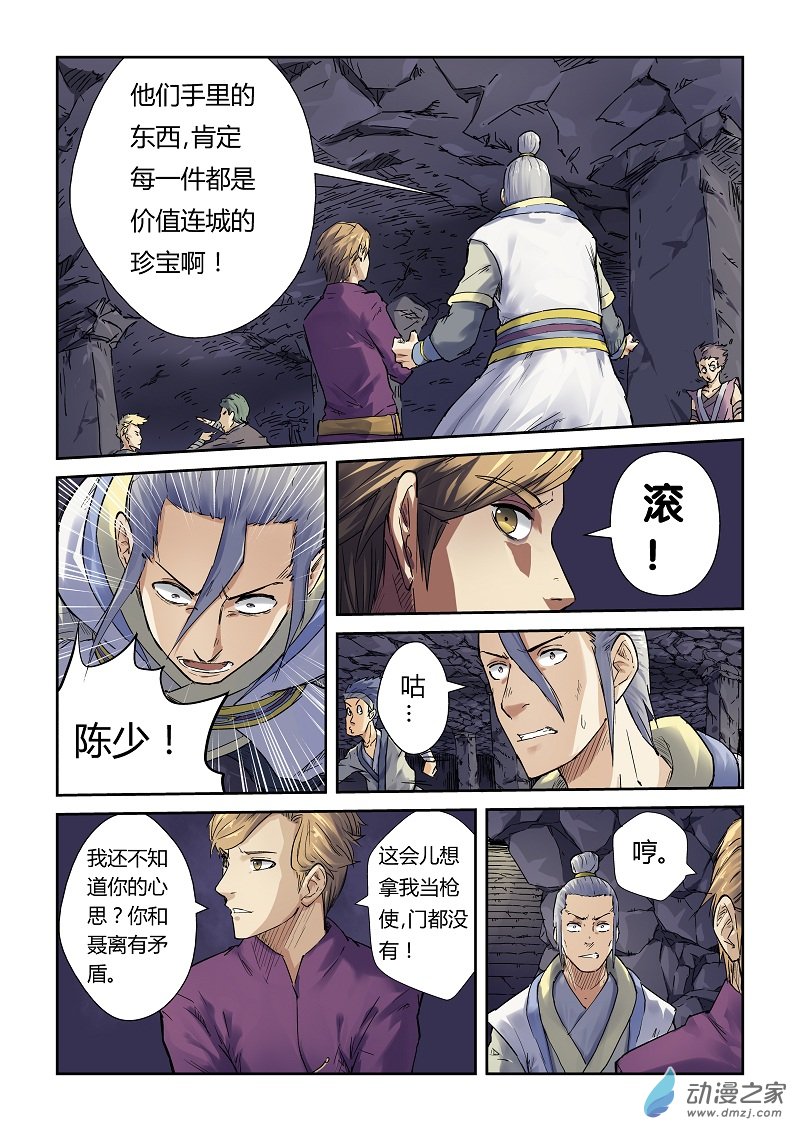 他们手里的
东西,肯定
每一件都是
价值连城的
珍宝啊！
陈少！
滚
！
咕
…
我还不知
道你的心
思？你和
聂离有矛
盾。
这会儿想
拿我当枪
使,门都没
有！
哼。
动漫之家
www.dmzj.com